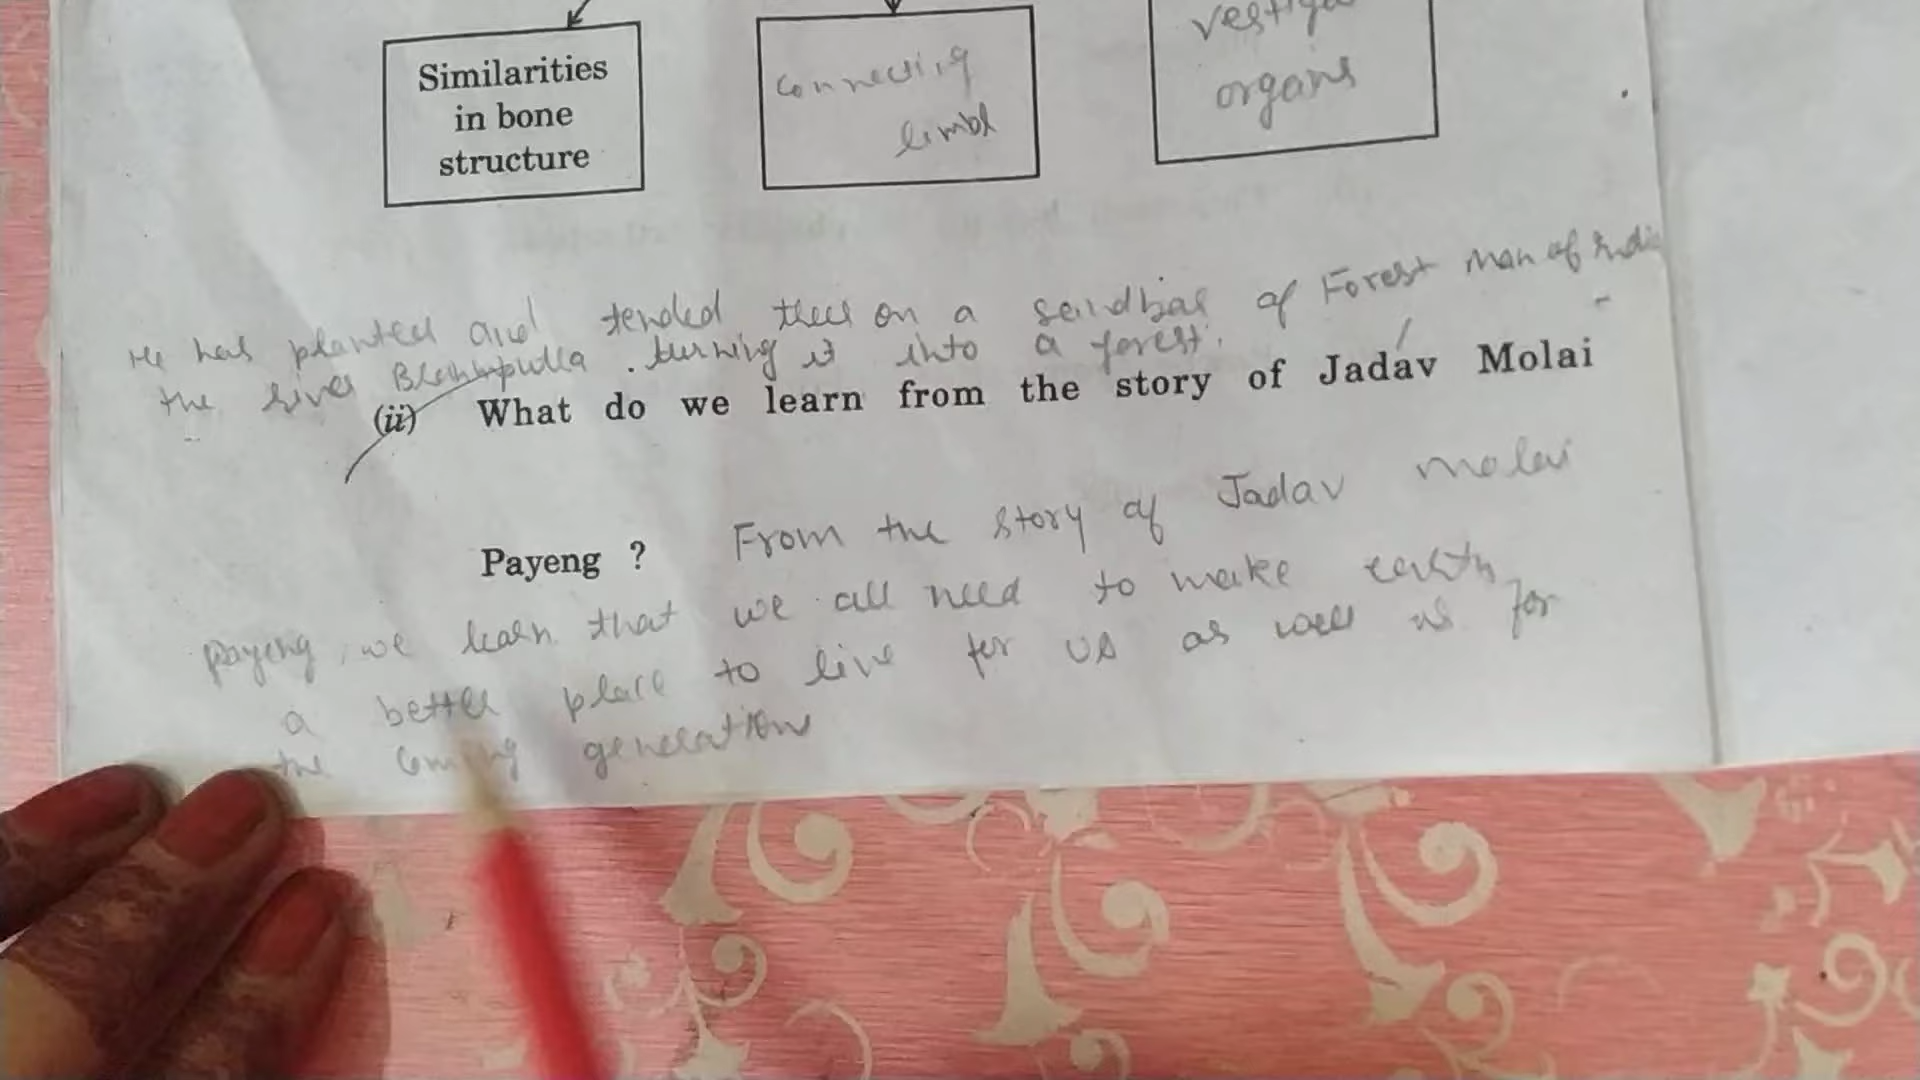 Similarities
in bone
structure
connecting
limbs
organs
Forest Man of India
He has planted and tended trees on a sandbar of
the river Brahmputra turning it into a forest.
(ii) What do we learn from the story of Jadav Molai
Payeng ? From the story of Jadav molai
Payeng, we learn that we all need to make earth
a better place to live for us as well as for
the coming generation